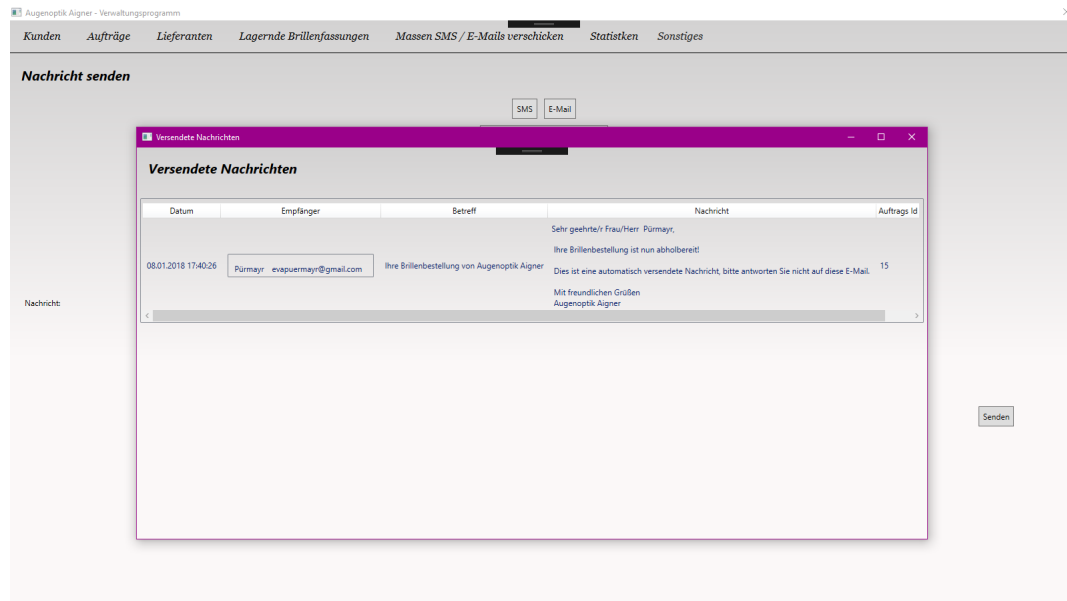 Augenoptik Aigner - Verwaltungsprogramm
Kunden Aufträge Lieferanten Lagernde Brillenfassungen Massen SMS / E-Mails verschicken Statistken Sonstiges
Nachricht senden
SMS E-Mail
Versendete Nachrichten
Versendete Nachrichten
Datum Empfänger Betreff Nachricht Auftrags Id
Sehr geehrte/r Frau/Herr Pürmayr,
Ihre Brillenbestellung ist nun abholbereit!
08.01.2018 17:40:26 Pürmayr evapuermayr@gmail.com Ihre Brillenbestellung von Augenoptik Aigner Dies ist eine automatisch versendete Nachricht, bitte antworten Sie nicht auf diese E-Mail. 15
Mit freundlichen Grüßen
Augenoptik Aigner
Nachricht:
Senden